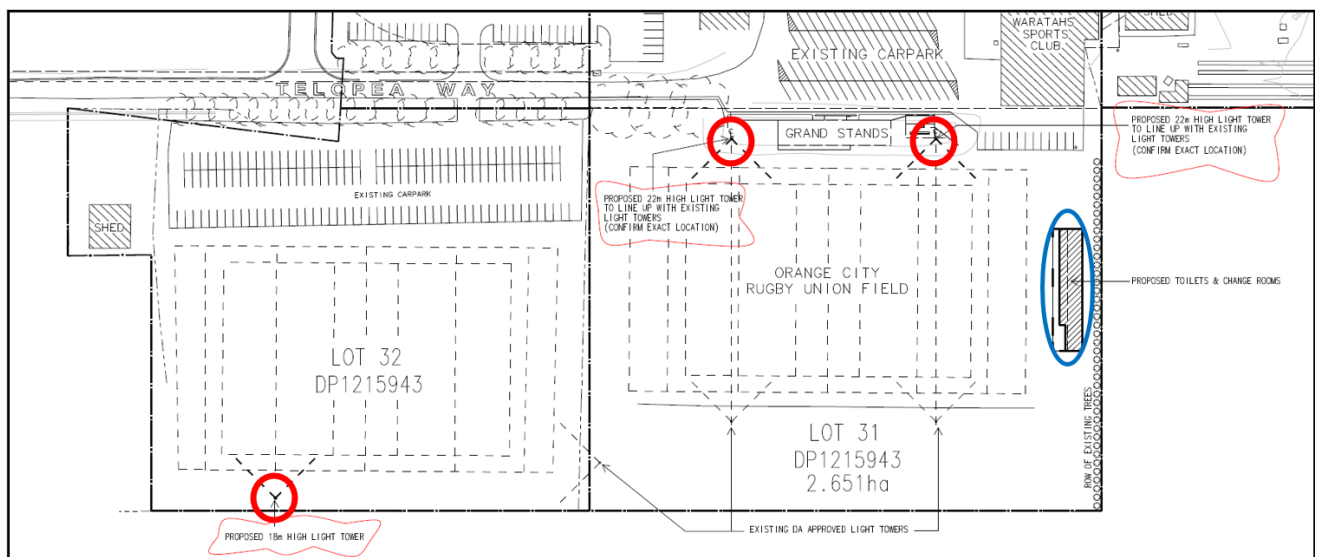 SHED
WARATAHS
SPORTS
CLUB
EXISTING CARPARK
TELOPEA WAY
GRAND STANDS
PROPOSED 22m HIGH LIGHT TOWER
TO LINE UP WITH EXISTING
LIGHT TOWERS
(CONFIRM EXACT LOCATION)
EXISTING CARPARK
PROPOSED 22m HIGH LIGHT TOWER
TO LINE UP WITH EXISTING
LIGHT TOWERS
(CONFIRM EXACT LOCATION)
SHED
ORANGE CITY
RUGBY UNION FIELD
PROPOSED TOILETS & CHANGE ROOMS
LOT 32
DP1215943
LOT 31
DP1215943
2.651ha
ROW OF EXISTING TREES
EXISTING DA APPROVED LIGHT TOWERS
PROPOSED 18m HIGH LIGHT TOWER